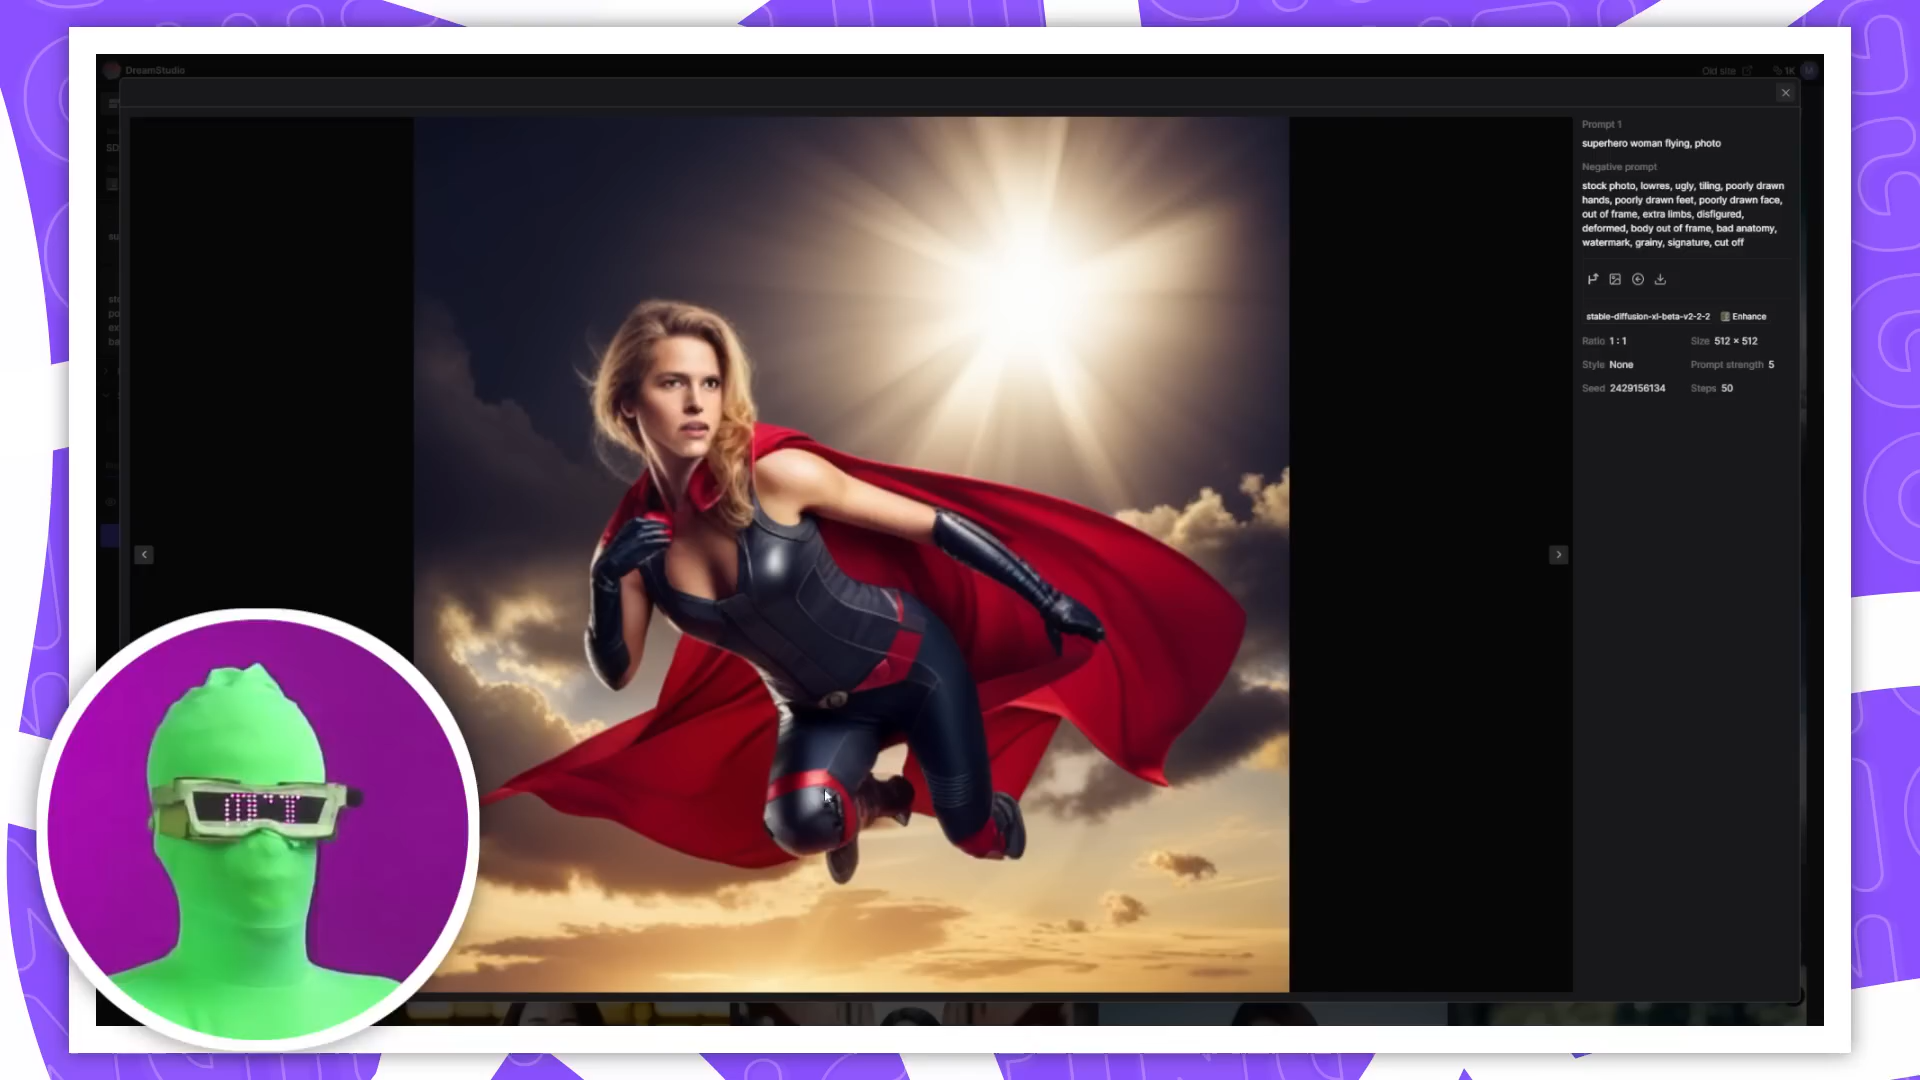 DreamStudio
Old site
1K
Prompt 1
superhero woman flying, photo
Negative prompt
stock photo, lowres, ugly, tiling, poorly drawn
hands, poorly drawn feet, poorly drawn face,
out of frame, extra limbs, disfigured,
deformed, body out of frame, bad anatomy,
watermark, grainy, signature, cut off
stable-diffusion-xl-beta-v2-2-2 Enhance
Ratio 1 : 1 Size 512 × 512
Style None Prompt strength 5
Seed 2429156134 Steps 50